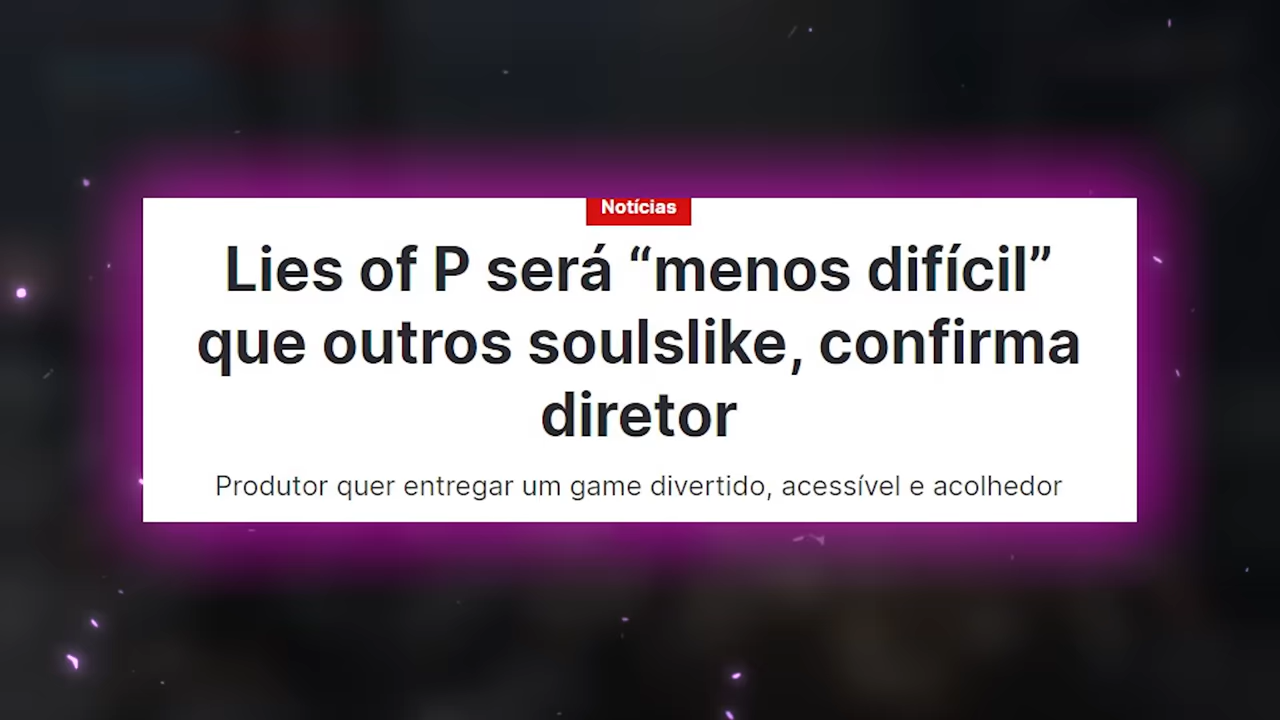 Notícias
Lies of P será “menos difícil”
que outros soulslike, confirma
diretor
Produtor quer entregar um game divertido, acessível e acolhedor